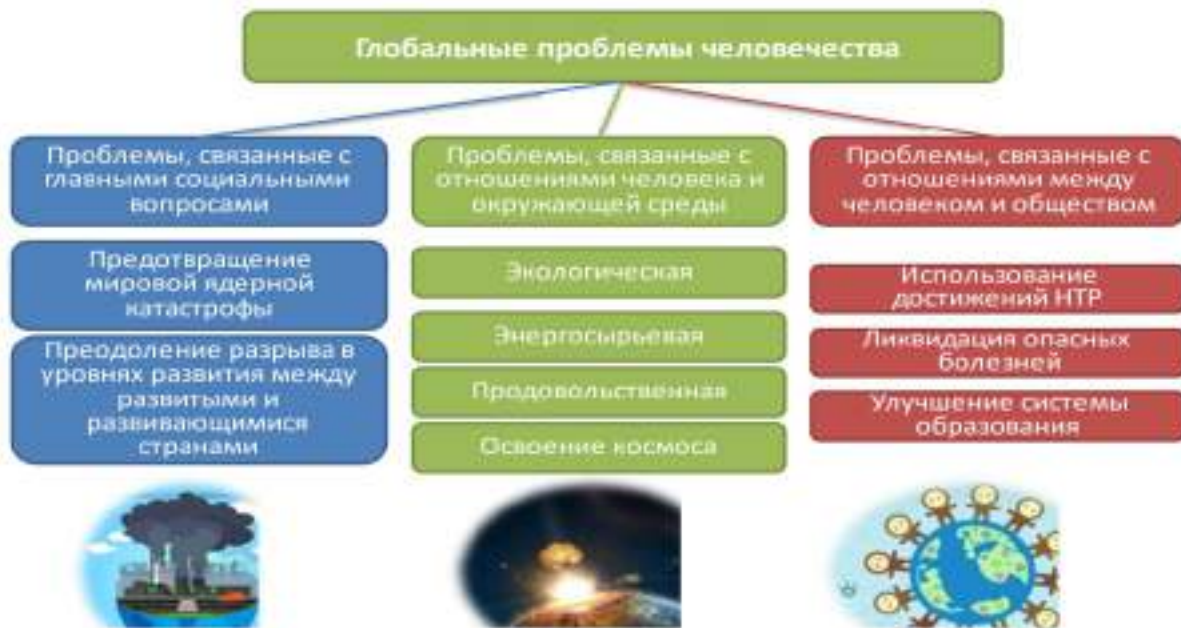 Глобальные проблемы человечества
Проблемы, связанные с
главными социальными
вопросами
Предотвращение
мировой ядерной
катастрофы
Преодоление разрыва в
уровнях развития между
развитыми и
развивающимися
странами
Проблемы, связанные с
отношениями человека и
окружающей среды
Экологическая
Энергосырьевая
Продовольственная
Освоение космоса
Проблемы, связанные с
отношениями между
человеком и обществом
Использование
достижений НТР
Ликвидация опасных
болезней
Улучшение системы
образования